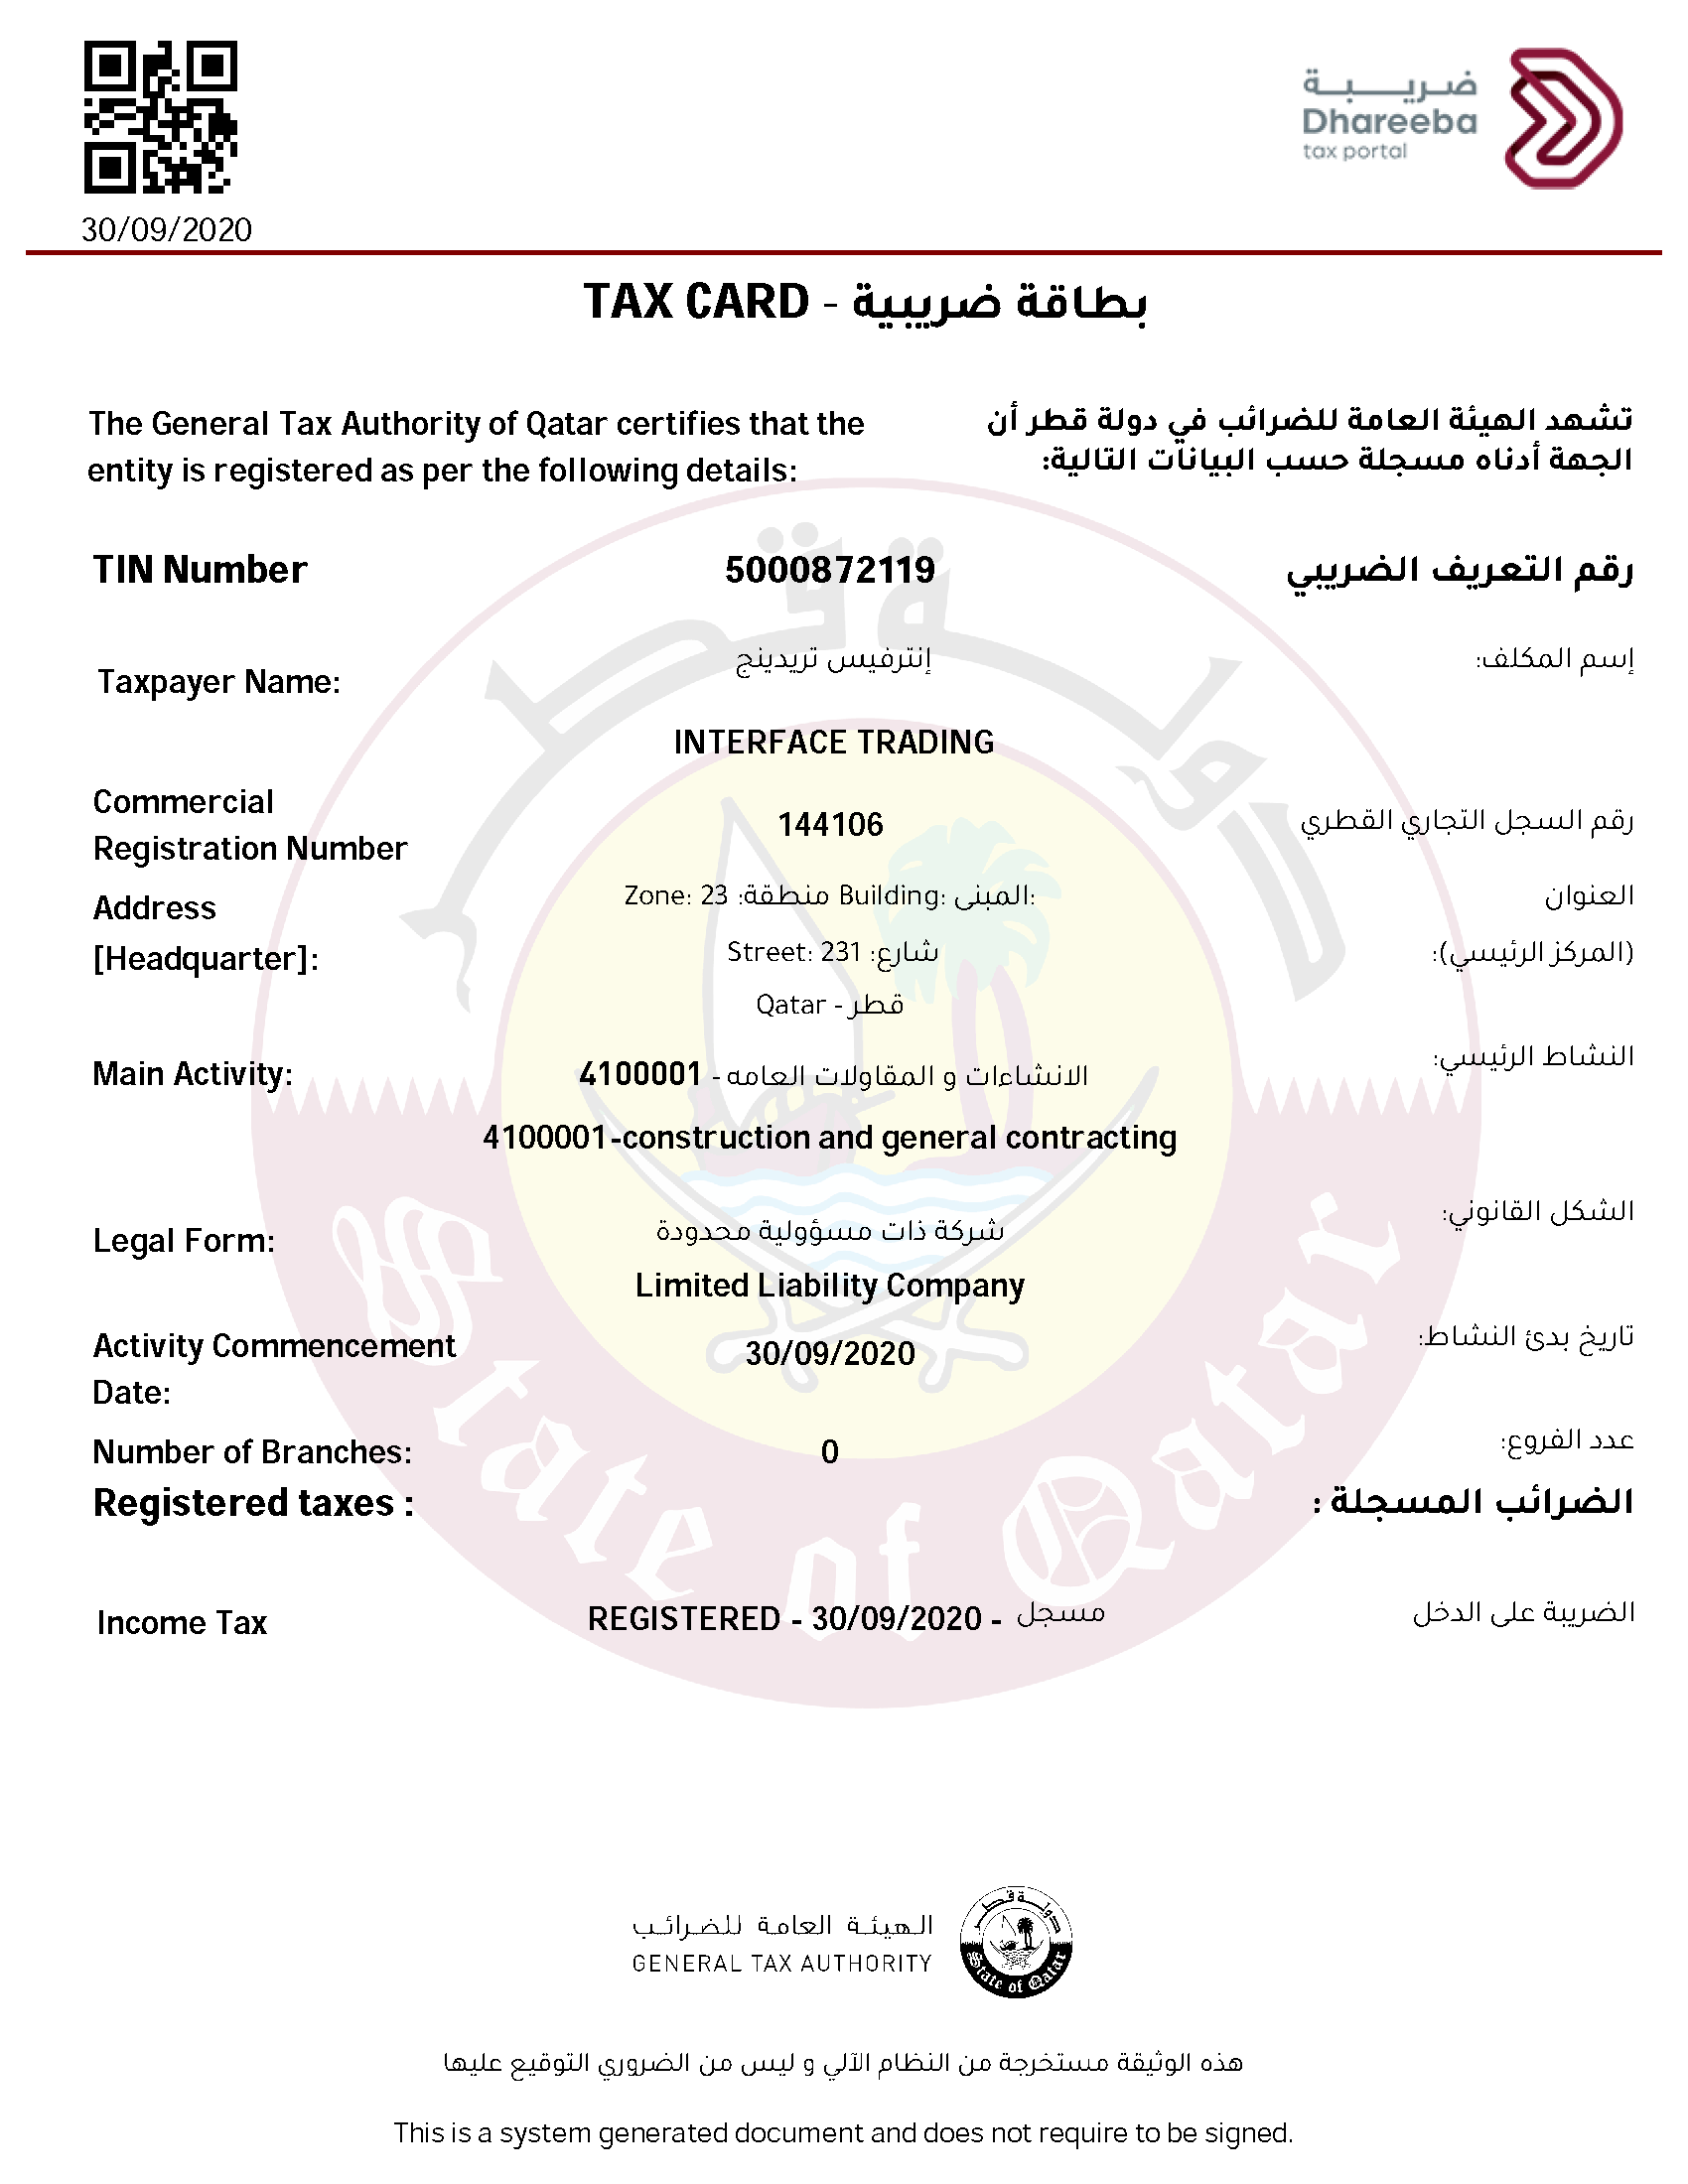 ضريبة
Dhareeba
tax portal
30/09/2020
TAX CARD - بطاقة ضريبية
The General Tax Authority of Qatar certifies that the
entity is registered as per the following details:
تشهد الهيئة العامة للضرائب في دولة قطر أن
الجهة أدناه مسجلة حسب البيانات التالية:
TIN Number 5000872119 رقم التعريف الضريبي
Taxpayer Name: إنترفيس تريدينج إسم المكلف:
INTERFACE TRADING
Commercial
Registration Number 144106 رقم السجل التجاري القطري
Address Zone: 23 منطقة: Building: المبنى: العنوان
[Headquarter]: Street: 231 شارع: (المركز الرئيسي):
Qatar - قطر
Main Activity: 4100001 - الانشاءات و المقاولات العامه النشاط الرئيسي:
4100001-construction and general contracting
Legal Form: شركة ذات مسؤولية محدودة الشكل القانوني:
Limited Liability Company
Activity Commencement
Date: 30/09/2020 تاريخ بدئ النشاط:
Number of Branches: 0 عدد الفروع:
Registered taxes : الضرائب المسجلة :
Income Tax REGISTERED - 30/09/2020 - مسجل الضريبة على الدخل
دولة قطر
State of Qatar
الهيئة العامة للضرائب
GENERAL TAX AUTHORITY
دولة قطر
State of Qatar
هذه الوثيقة مستخرجة من النظام الآلي و ليس من الضروري التوقيع عليها
This is a system generated document and does not require to be signed.